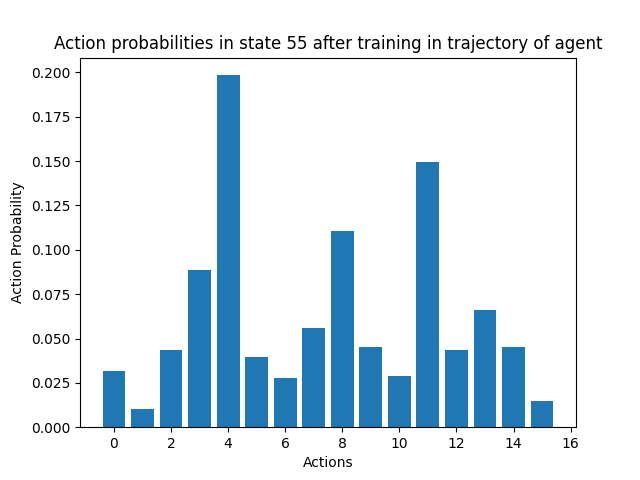 Action probabilities in state 55 after training in trajectory of agent
0.200
0.175
0.150
0.125
0.100
0.075
0.050
0.025
0.000
Action Probability
0 2 4 6 8 10 12 14 16
Actions